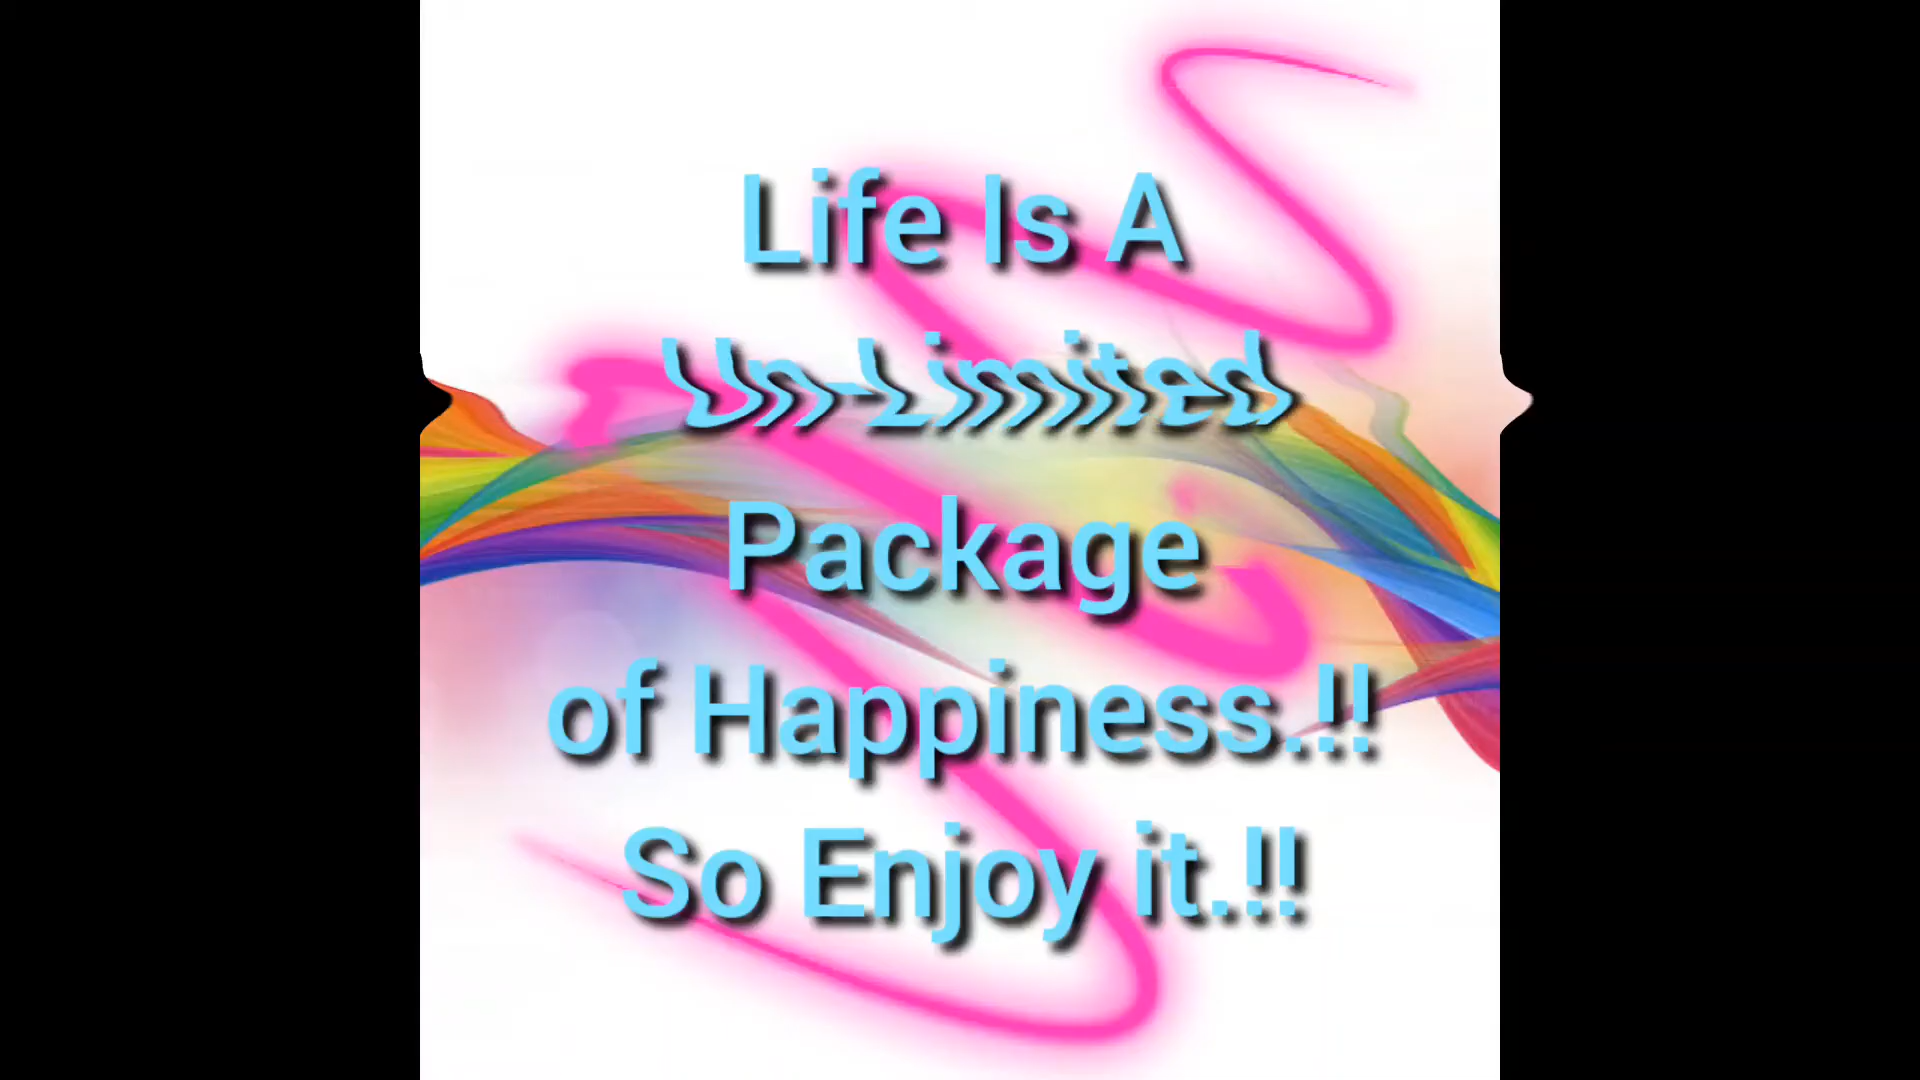 Life Is A
Un-Limited
Package
of Happiness.!!
So Enjoy it.!!